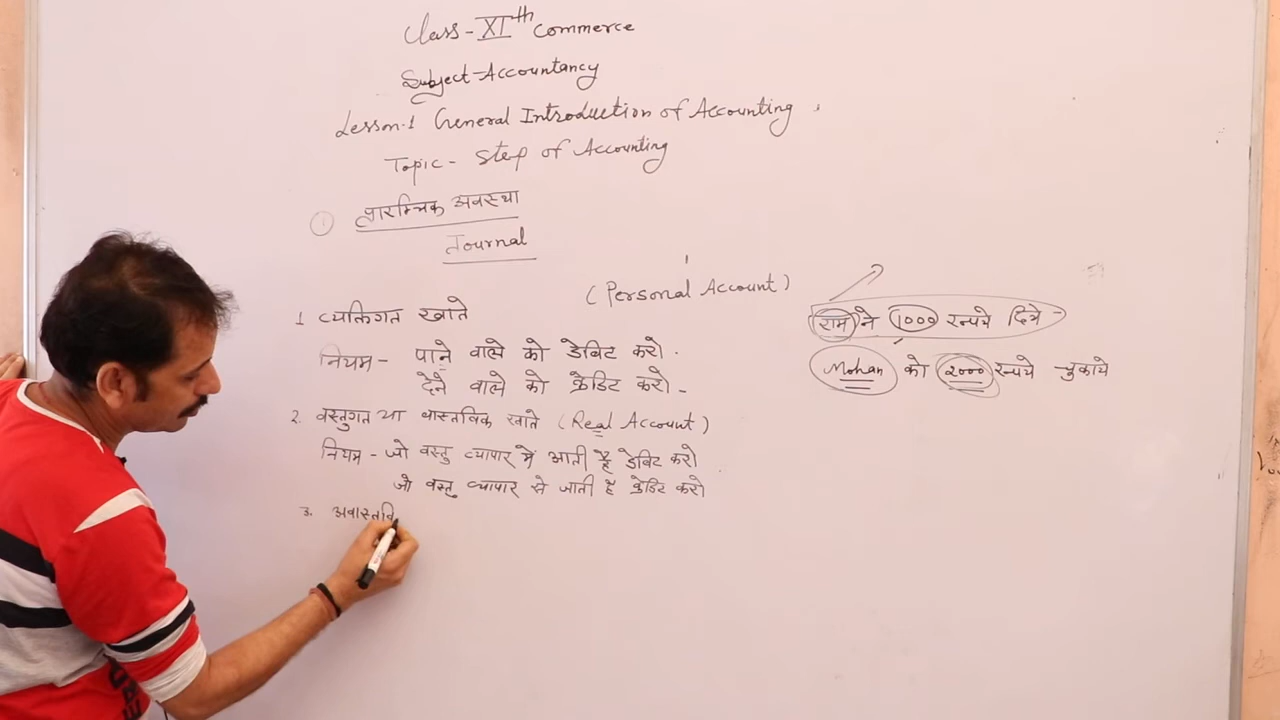 Class-XIth Commerce
Subject-Accountancy
Lesson.1 General Introduction of Accounting
Topic- Step of Accounting
1 प्रारम्भिक अवस्था
Journal
1 व्यक्तिगत खाते (Personal Account)
नियम- पाने वाले को डेबिट करो.
देने वाले को क्रेडिट करो-
2. वस्तुगत या वास्तविक खाते (Real Account)
नियम - जो वस्तु व्यापार में आती है डेबिट करो
जो वस्तु व्यापार से जाती है क्रेडिट करो
3. अवास्तवि
राम ने 1000 रूपये दिये-
Mohan को 2000 रूपये चुकाये